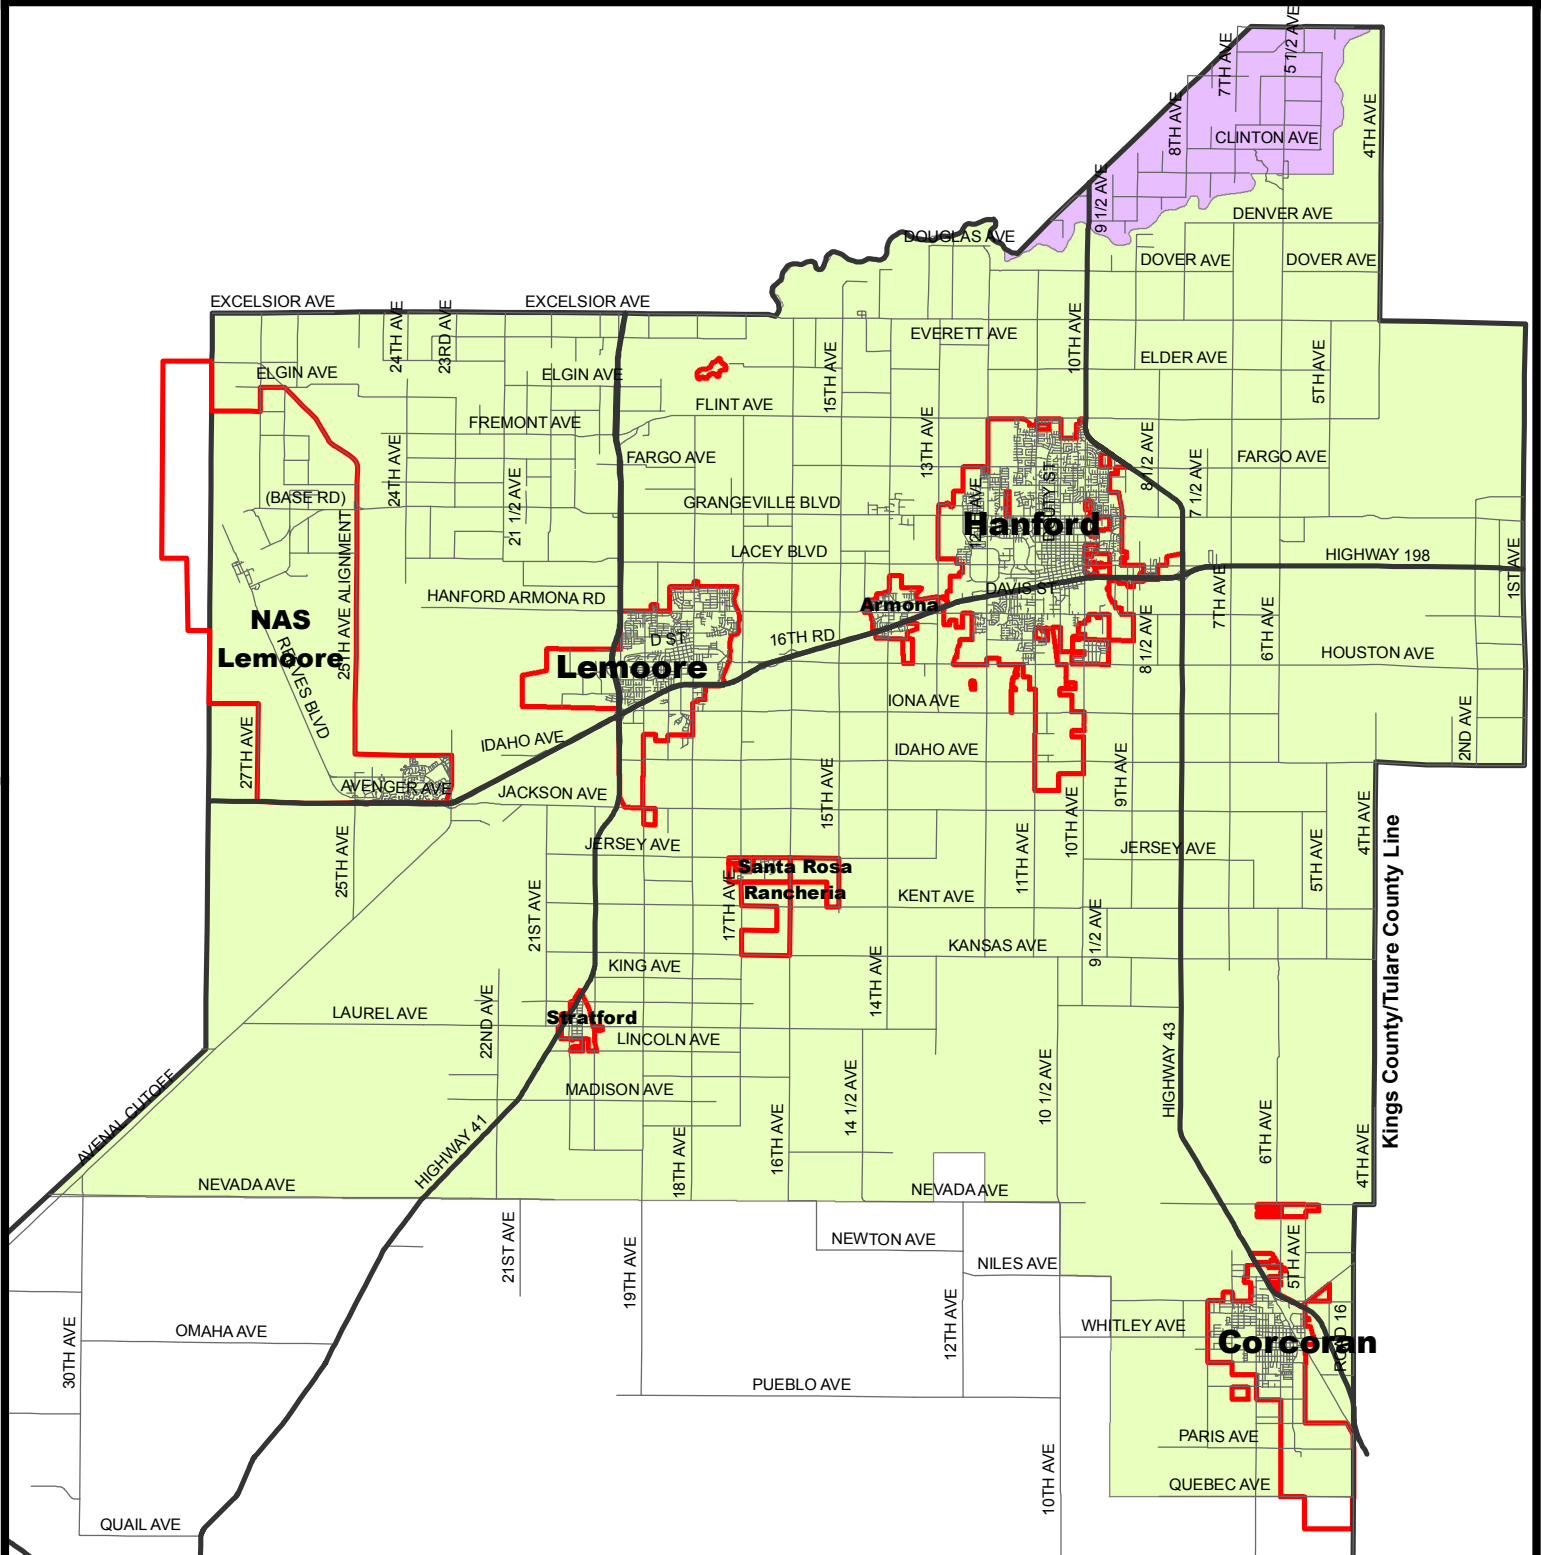 5 1/2 AVE
7TH AVE
8TH AVE
CLINTON AVE
4TH AVE
9 1/2 AVE
DENVER AVE
DOUGLAS AVE
DOVER AVE
DOVER AVE
EXCELSIOR AVE
EXCELSIOR AVE
24TH AVE
23RD AVE
EVERETT AVE
10TH AVE
ELDER AVE
5TH AVE
15TH AVE
ELGIN AVE
ELGIN AVE
FLINT AVE
FREMONT AVE
13TH AVE
24TH AVE
FARGO AVE
8 1/2 AVE
7 1/2 AVE
FARGO AVE
(BASE RD)
21 1/2 AVE
GRANGEVILLE BLVD
Hanford
25TH AVE ALIGNMENT
LACEY BLVD
HIGHWAY 198
1ST AVE
HANFORD ARMONA RD
DAVIS ST
Armona
7TH AVE
6TH AVE
NAS
Lemoore
REEVES BLVD
D ST
16TH RD
8 1/2 AVE
HOUSTON AVE
Lemoore
IONA AVE
27TH AVE
IDAHO AVE
IDAHO AVE
2ND AVE
9TH AVE
AVENGER AVE
JACKSON AVE
15TH AVE
10TH AVE
4TH AVE
25TH AVE
JERSEY AVE
11TH AVE
JERSEY AVE
5TH AVE
Santa Rosa
Rancheria
17TH AVE
KENT AVE
21ST AVE
9 1/2 AVE
KANSAS AVE
KING AVE
14TH AVE
Kings County/Tulare County Line
22ND AVE
LAUREL AVE
Stratford
LINCOLN AVE
HIGHWAY 43
10 1/2 AVE
MADISON AVE
14 1/2 AVE
16TH AVE
6TH AVE
4TH AVE
AVENAL CUTOFF
HIGHWAY 41
18TH AVE
NEVADA AVE
NEVADA AVE
21ST AVE
19TH AVE
NEWTON AVE
5TH AVE
NILES AVE
30TH AVE
OMAHA AVE
12TH AVE
WHITLEY AVE
Corcoran
PUEBLO AVE
PARIS AVE
10TH AVE
QUEBEC AVE
QUAIL AVE